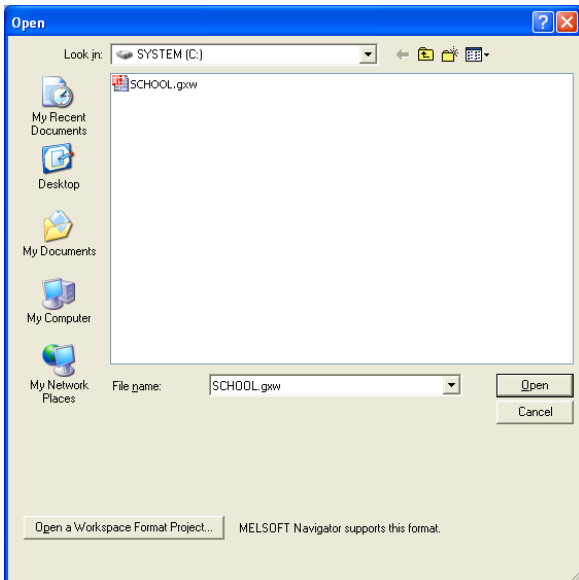 Open
Look in: SYSTEM (C:)
SCHOOL.gxw
My Recent
Documents
Desktop
My Documents
My Computer
My Network
Places
File name: SCHOOL.gxw Open
Cancel
Open a Workspace Format Project... MELSOFT Navigator supports this format.